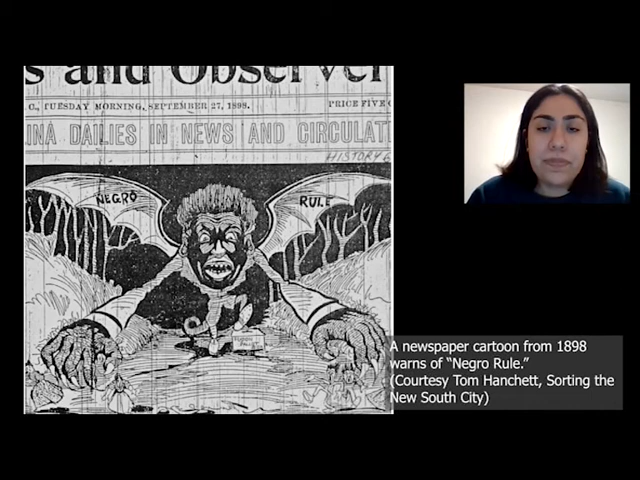 s and Observer
C., TUESDAY MORNING, SEPTEMBER 27, 1898. PRICE FIVE C
INA DAILIES IN NEWS AND CIRCULATI
HISTORY
NEGRO RULE
A newspaper cartoon from 1898
warns of “Negro Rule.”
(Courtesy Tom Hanchett, Sorting the
New South City)